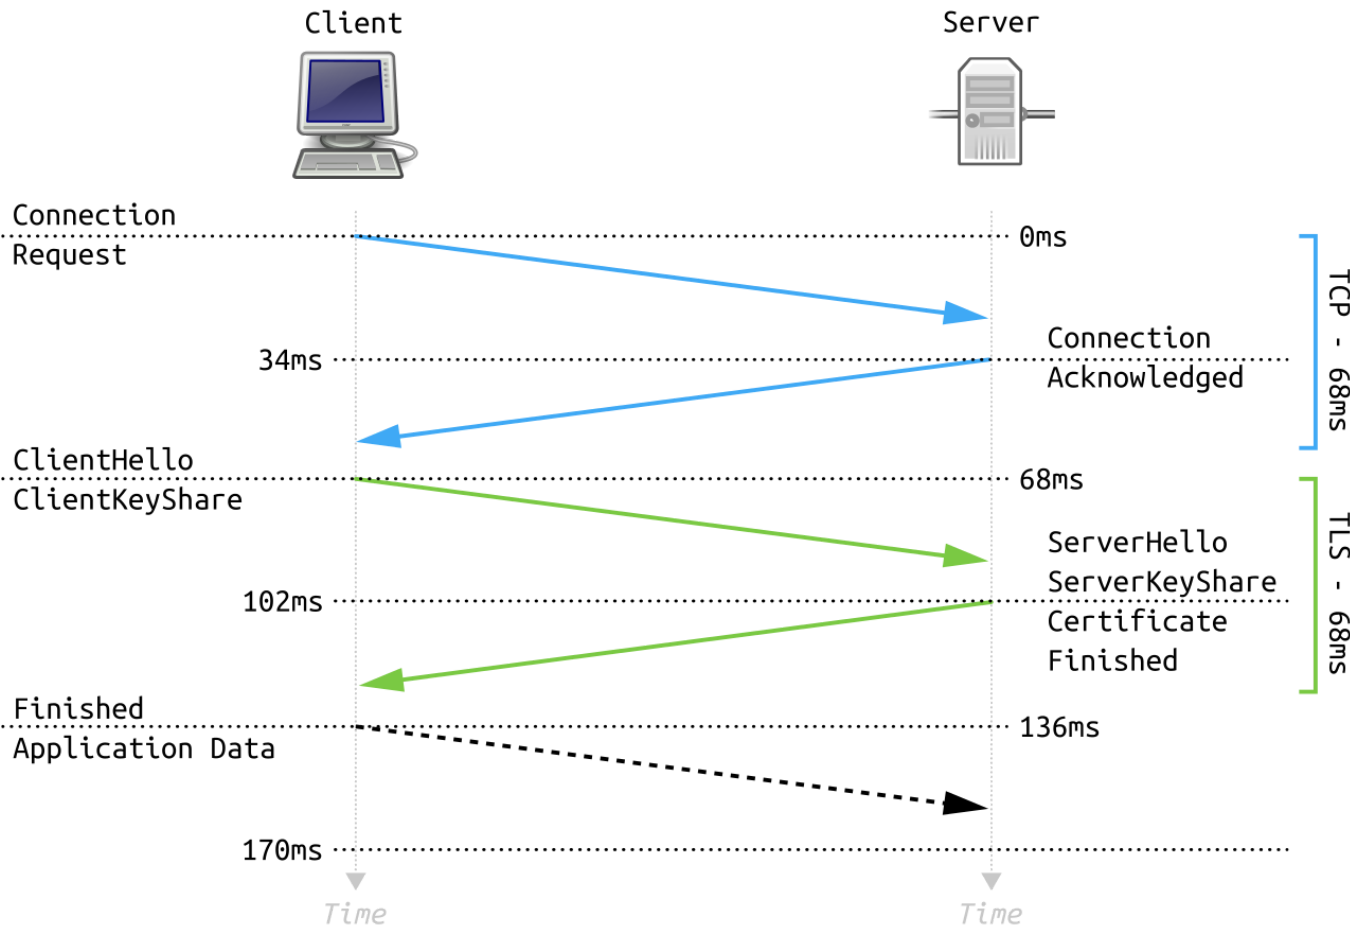 Client
Server
Connection
Request
0ms
34ms
Connection
Acknowledged
TCP - 68ms
ClientHello
ClientKeyShare
68ms
102ms
ServerHello
ServerKeyShare
Certificate
Finished
TLS - 68ms
Finished
Application Data
136ms
170ms
Time
Time